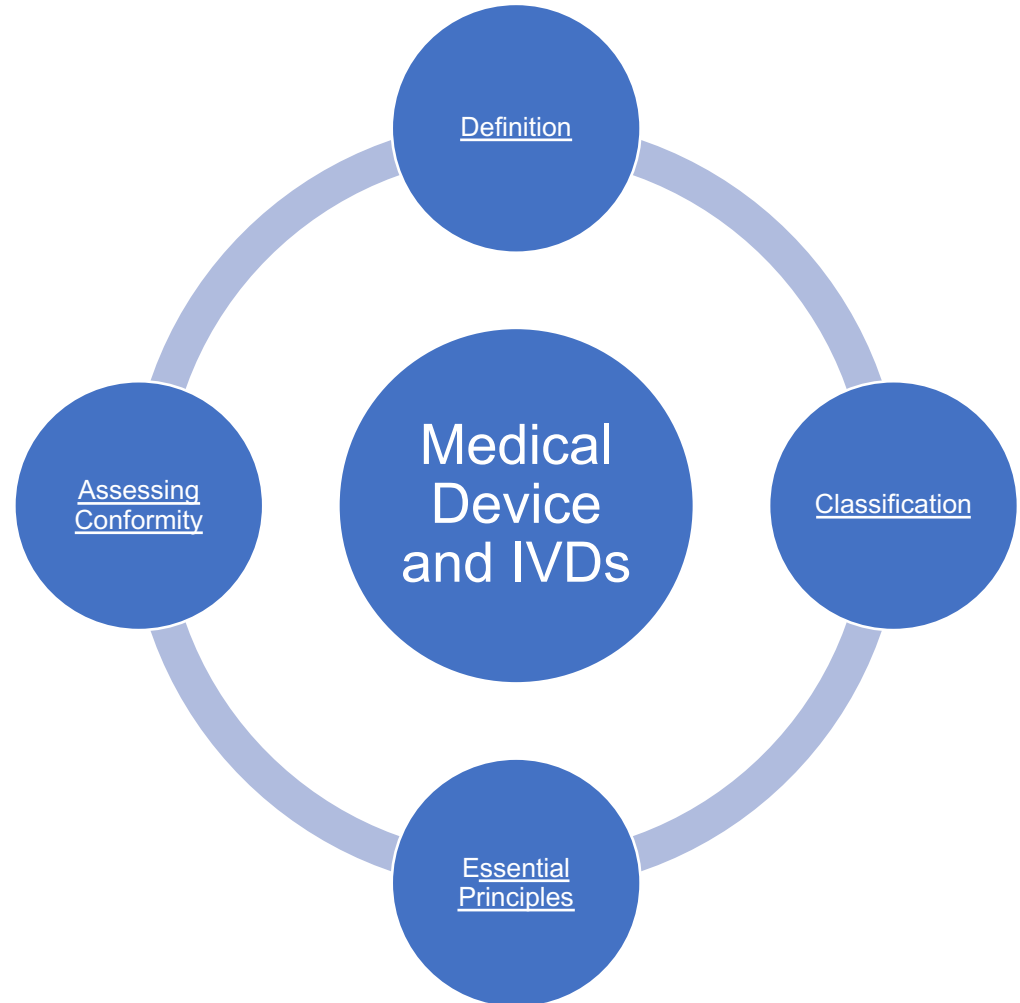 Definition
Medical
Device
and IVDs
Assessing
Conformity
Classification
Essential
Principles